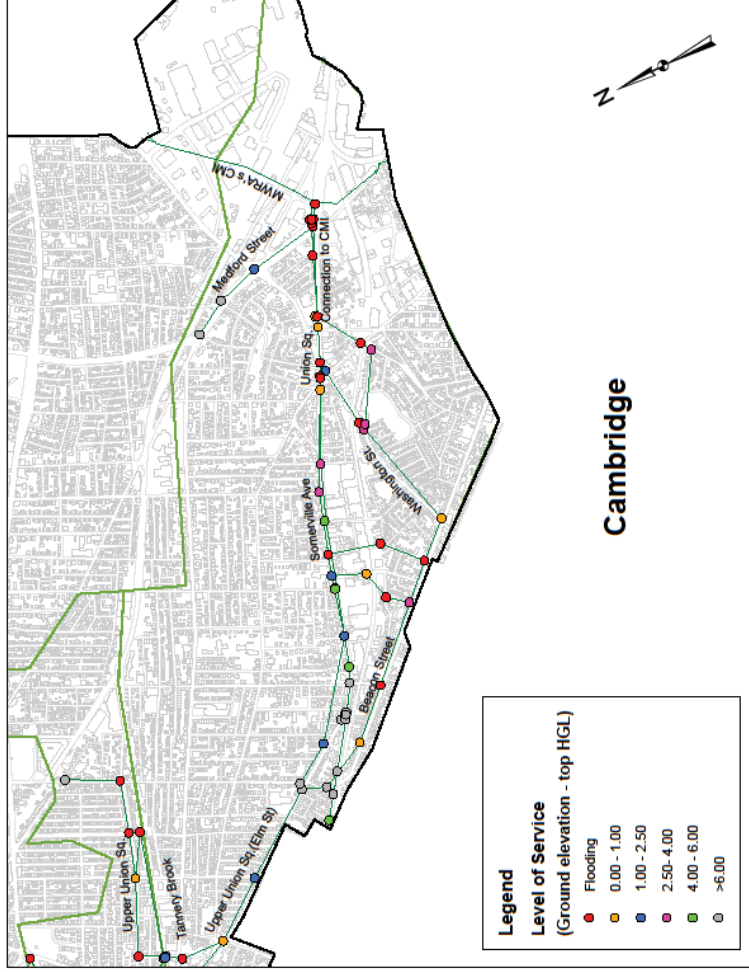 N
MWRA's CMI
Medford Street
Connection to CMI
Union Sq.
Washington St.
Somerville Ave
Cambridge
Beacon Street
Upper Union Sq.
Tannery Brook
Upper Union Sq.(Elm St)
Legend
Level of Service
(Ground elevation - top HGL)
Flooding
0.00 - 1.00
1.00 - 2.50
2.50-4.00
4.00 - 6.00
>6.00